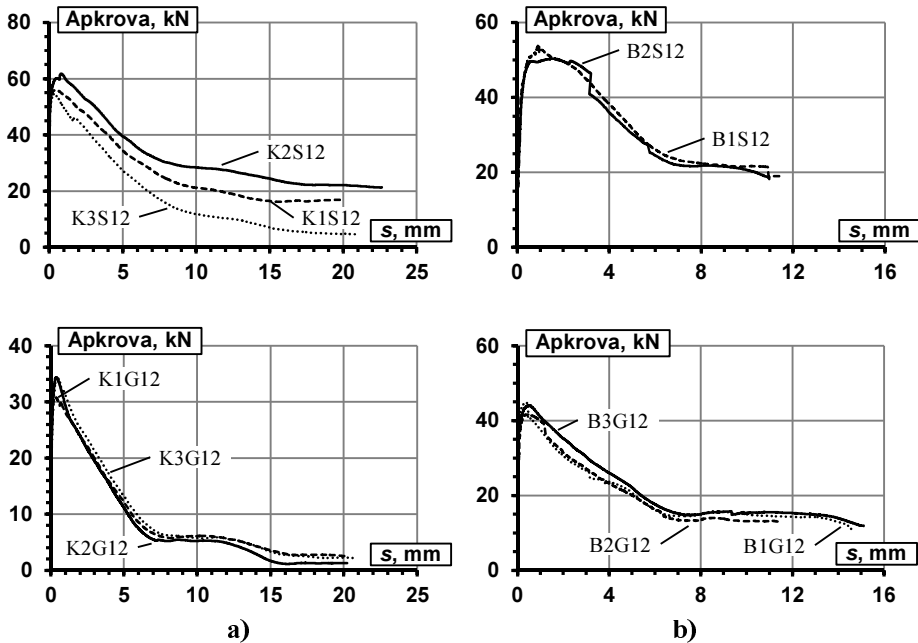 Apkrova, kN
80
60
40
20
0
K2S12
K1S12
K3S12
s, mm
0 5 10 15 20 25
Apkrova, kN
60
40
20
0
B2S12
B1S12
s, mm
0 4 8 12 16
Apkrova, kN
40
30
20
10
0
K1G12
K3G12
K2G12
s, mm
0 5 10 15 20 25
a)
Apkrova, kN
60
40
20
0
B3G12
B2G12
B1G12
s, mm
0 4 8 12 16
b)